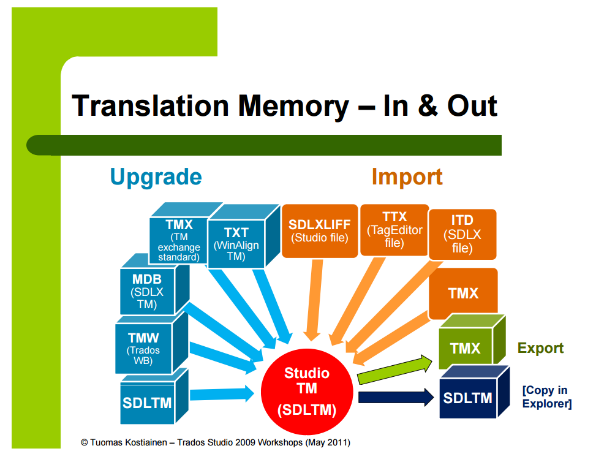 Translation Memory – In & Out
Upgrade
Import
TMX
(TM
exchange
standard)
TXT
(WinAlign
TM)
SDLXLIFF
(Studio file)
TTX
(TagEditor
file)
ITD
(SDLX
file)
MDB
(SDLX
TM)
TMX
TMW
(Trados
WB)
TMX
Export
Studio
TM
(SDLTM)
SDLTM
SDLTM
[Copy in
Explorer]
© Tuomas Kostiainen – Trados Studio 2009 Workshops (May 2011)